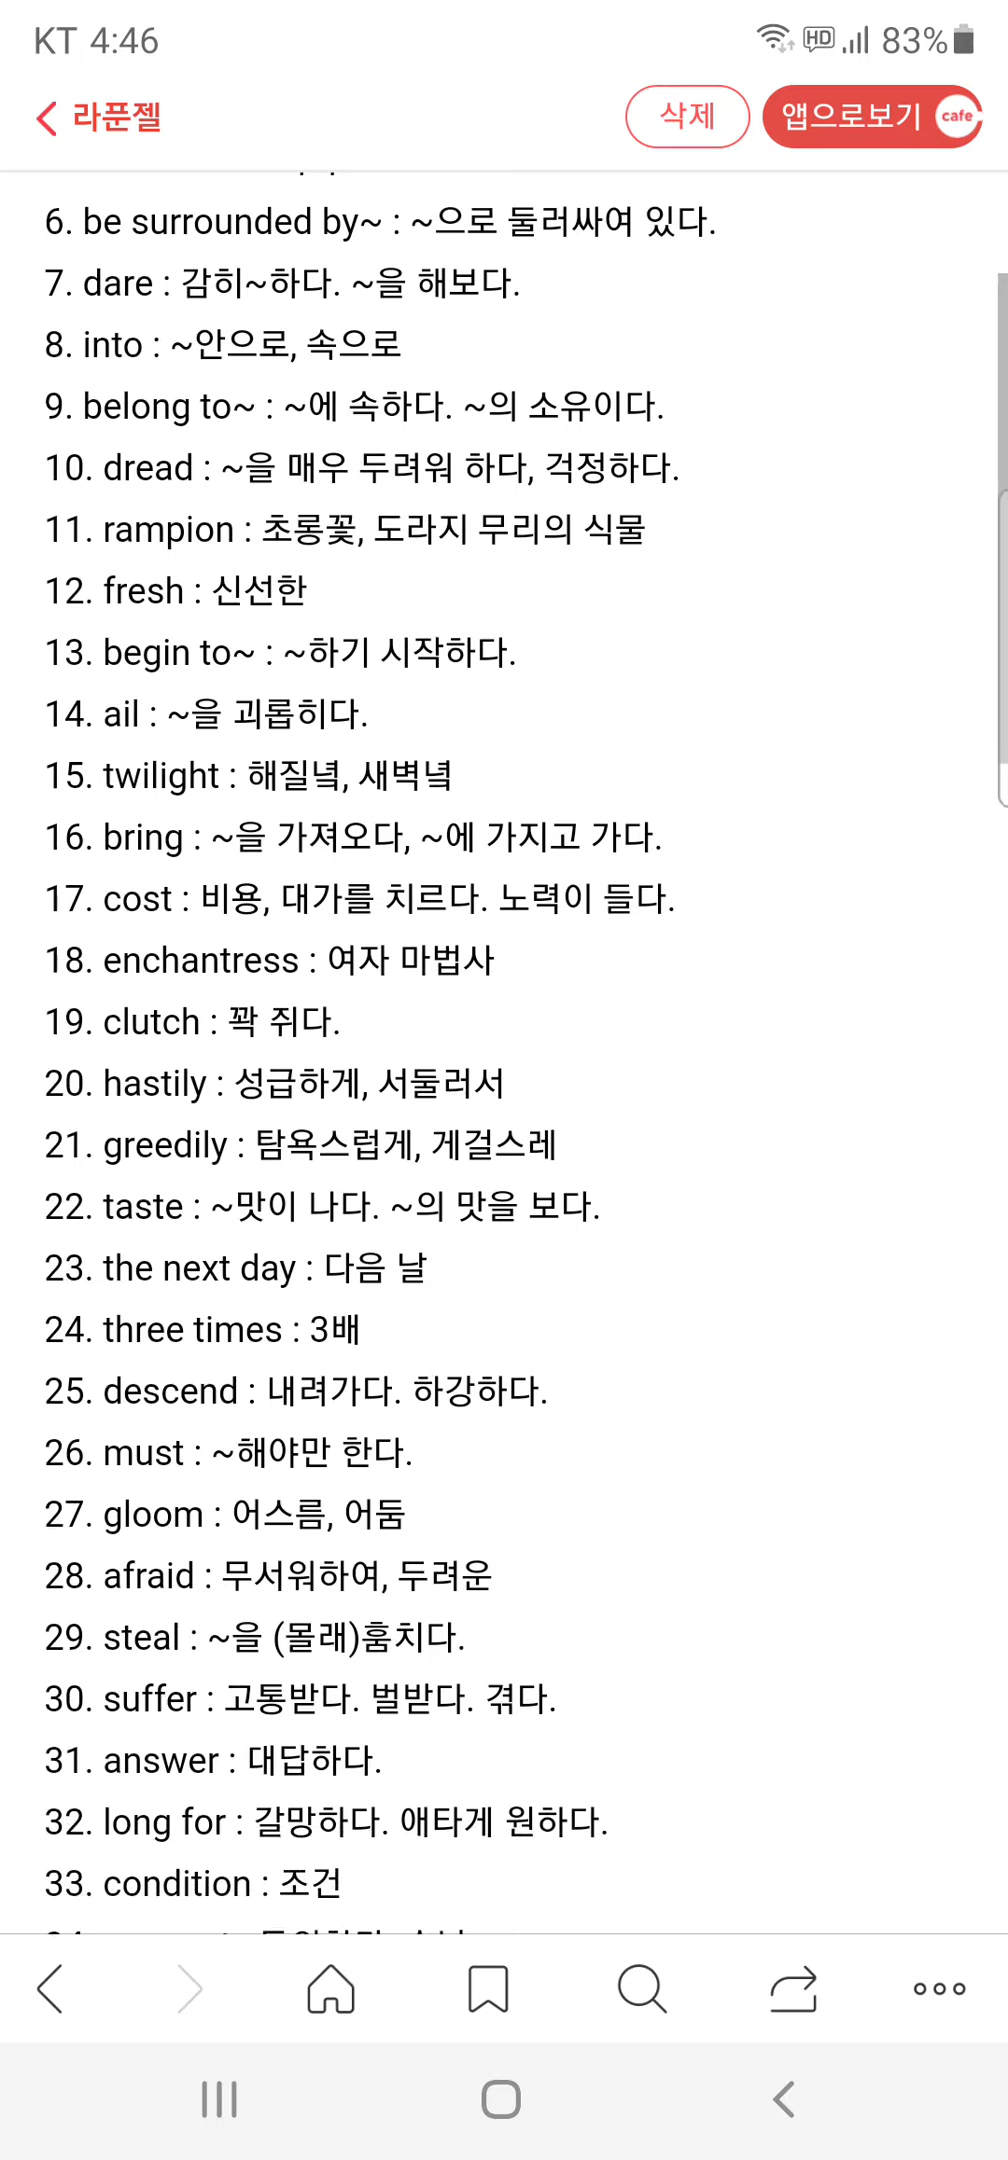 KT 4:46
HD 83%
라푼젤
삭제
앱으로보기 cafe
6. be surrounded by~ : ~으로 둘러싸여 있다.
7. dare : 감히~하다. ~을 해보다.
8. into : ~안으로, 속으로
9. belong to~ : ~에 속하다. ~의 소유이다.
10. dread : ~을 매우 두려워 하다, 걱정하다.
11. rampion : 초롱꽃, 도라지 무리의 식물
12. fresh : 신선한
13. begin to~ : ~하기 시작하다.
14. ail : ~을 괴롭히다.
15. twilight : 해질녘, 새벽녘
16. bring : ~을 가져오다, ~에 가지고 가다.
17. cost : 비용, 대가를 치르다. 노력이 들다.
18. enchantress : 여자 마법사
19. clutch : 꽉 쥐다.
20. hastily : 성급하게, 서둘러서
21. greedily : 탐욕스럽게, 게걸스레
22. taste : ~맛이 나다. ~의 맛을 보다.
23. the next day : 다음 날
24. three times : 3배
25. descend : 내려가다. 하강하다.
26. must : ~해야만 한다.
27. gloom : 어스름, 어둠
28. afraid : 무서워하여, 두려운
29. steal : ~을 (몰래)훔치다.
30. suffer : 고통받다. 벌받다. 겪다.
31. answer : 대답하다.
32. long for : 갈망하다. 애타게 원하다.
33. condition : 조건